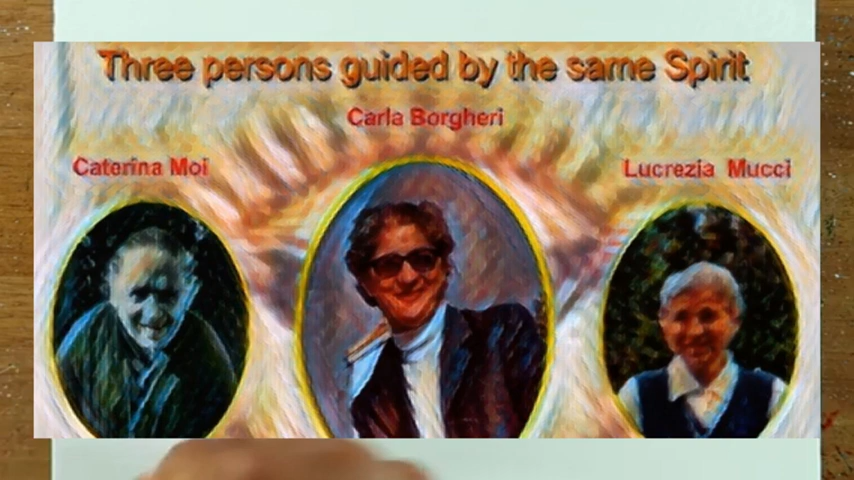 Three persons guided by the same Spirit
Carla Borgheri
Caterina Moi
Lucrezia Mucci